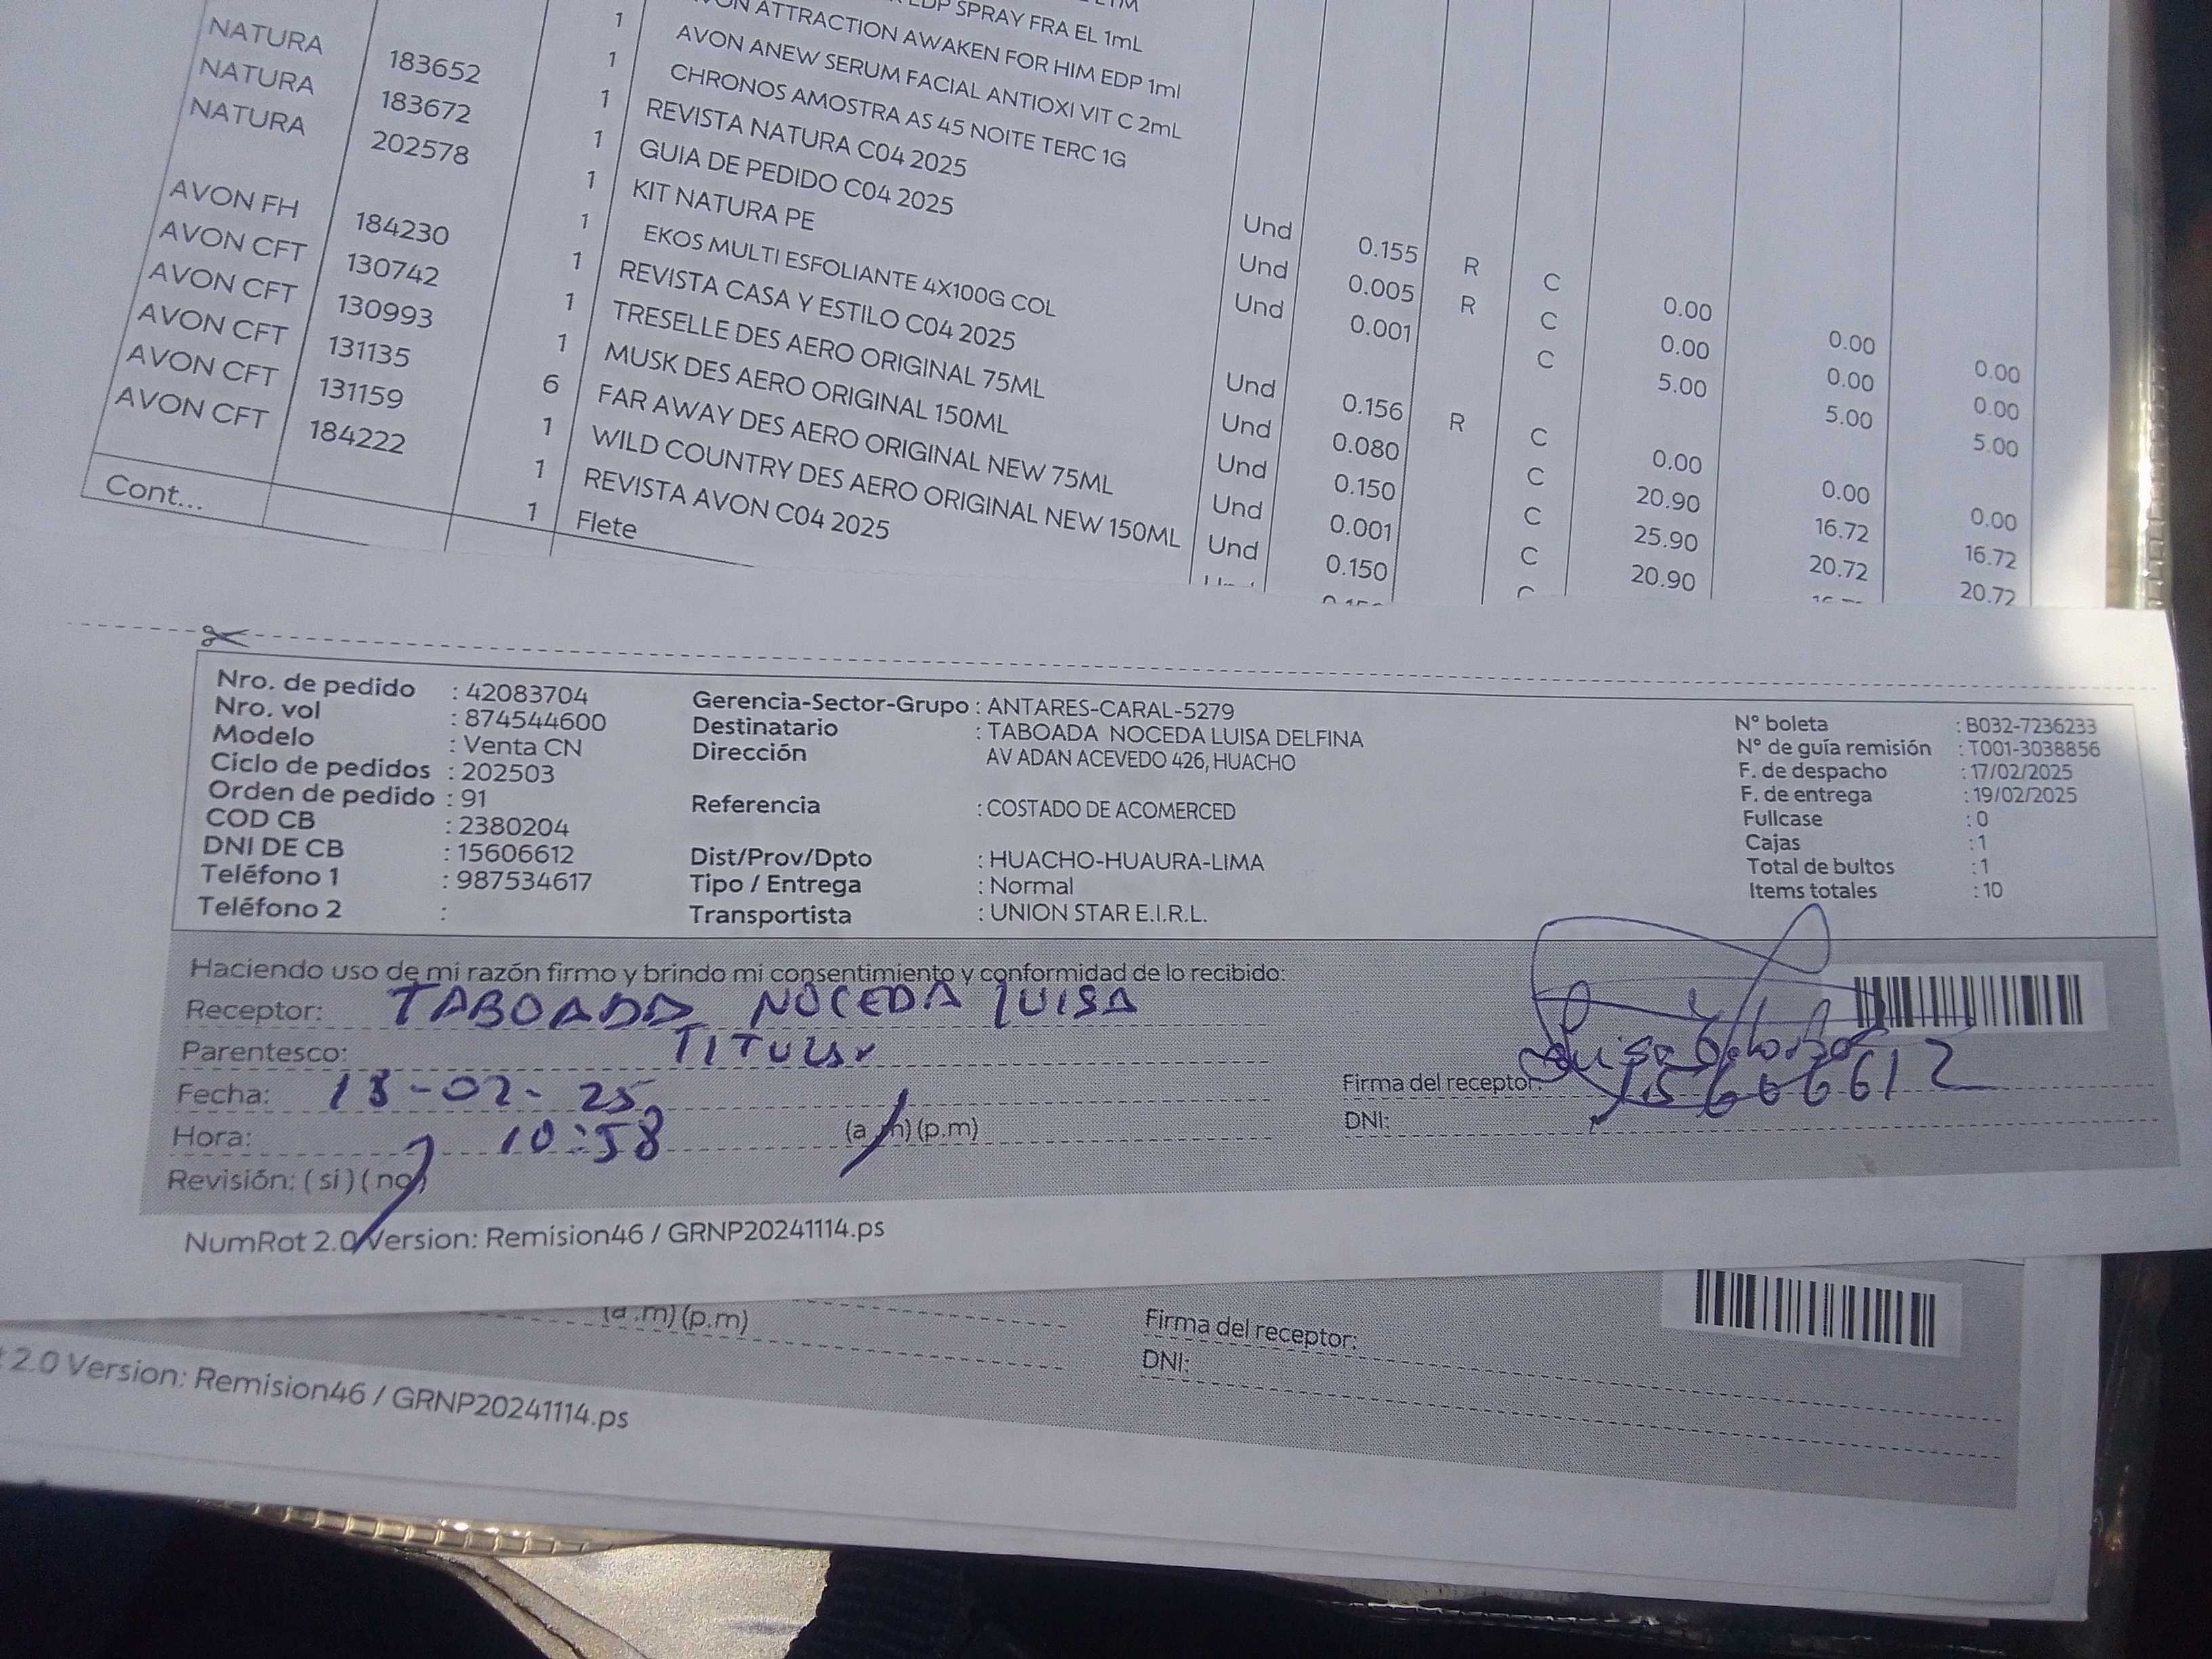 EDP SPRAY FRA EL 1mL
ATTRACTION AWAKEN FOR HIM EDP 1ml
1 AVON ANEW SERUM FACIAL ANTIOXI VIT C 2mL
1 CHRONOS AMOSTRA AS 45 NOITE TERC 1G
NATURA 183652 1 REVISTA NATURA C04 2025 Und 0.155 R C 0.00 0.00 0.00
NATURA 183672 1 GUIA DE PEDIDO C04 2025 Und 0.005 R C 0.00 0.00 0.00
NATURA 202578 1 KIT NATURA PE Und 0.001 C 5.00 5.00 5.00
1 EKOS MULTI ESFOLIANTE 4X100G COL
AVON FH 184230 1 REVISTA CASA Y ESTILO C04 2025 Und 0.156 R C 0.00 0.00 0.00
AVON CFT 130742 1 TRESELLE DES AERO ORIGINAL 75ML Und 0.080 C 20.90 16.72 16.72
AVON CFT 130993 1 MUSK DES AERO ORIGINAL 150ML Und 0.150 C 25.90 20.72 20.72
AVON CFT 131135 6 FAR AWAY DES AERO ORIGINAL NEW 75ML Und 0.001 C 20.90
AVON CFT 131159 1 WILD COUNTRY DES AERO ORIGINAL NEW 150ML Und 0.150
AVON CFT 184222 1 REVISTA AVON C04 2025
Cont... 1 Flete
Nro. de pedido : 42083704 Gerencia-Sector-Grupo : ANTARES-CARAL-5279 N° boleta : B032-7236233
Nro. vol : 874544600 Destinatario : TABOADA NOCEDA LUISA DELFINA N° de guía remisión : T001-3038856
Modelo : Venta CN Dirección AV ADAN ACEVEDO 426, HUACHO F. de despacho : 17/02/2025
Ciclo de pedidos : 202503 F. de entrega : 19/02/2025
Orden de pedido : 91 Referencia : COSTADO DE ACOMERCED Fullcase : 0
COD CB : 2380204 Cajas : 1
DNI DE CB : 15606612 Dist/Prov/Dpto : HUACHO-HUAURA-LIMA Total de bultos : 1
Teléfono 1 : 987534617 Tipo / Entrega : Normal Items totales : 10
Teléfono 2 : Transportista : UNION STAR E.I.R.L.
Haciendo uso de mi razón firmo y brindo mi consentimiento y conformidad de lo recibido:
Receptor: TABOADA NOCEDA LUISA
Parentesco: TITULAR
Fecha: 18-02-25 Firma del receptor:
Hora: 10:58 (a.m) (p.m) DNI: 15606612
Revisión: (si) (no)
NumRot 2.0 Version: Remision46 / GRNP20241114.ps
(a .m) (p.m) Firma del receptor:
DNI:
2.0 Version: Remision46 / GRNP20241114.ps